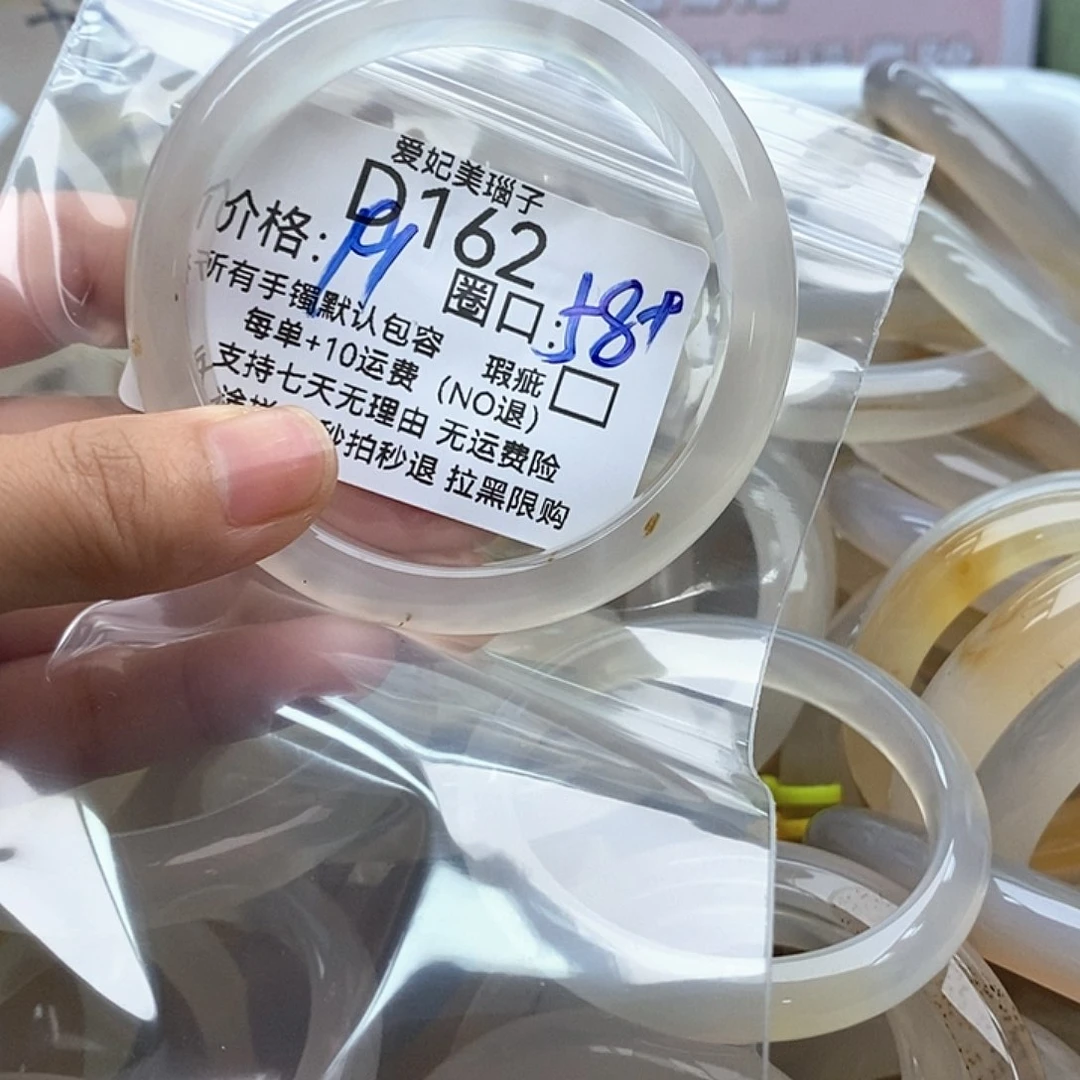 爱妃美瑙子
D162
价格:
圈口:58+
所有手镯默认包容
瑕疵
每单+10运费(NO退)
支持七天无理由 无运费险
秒拍秒退 拉黑限购